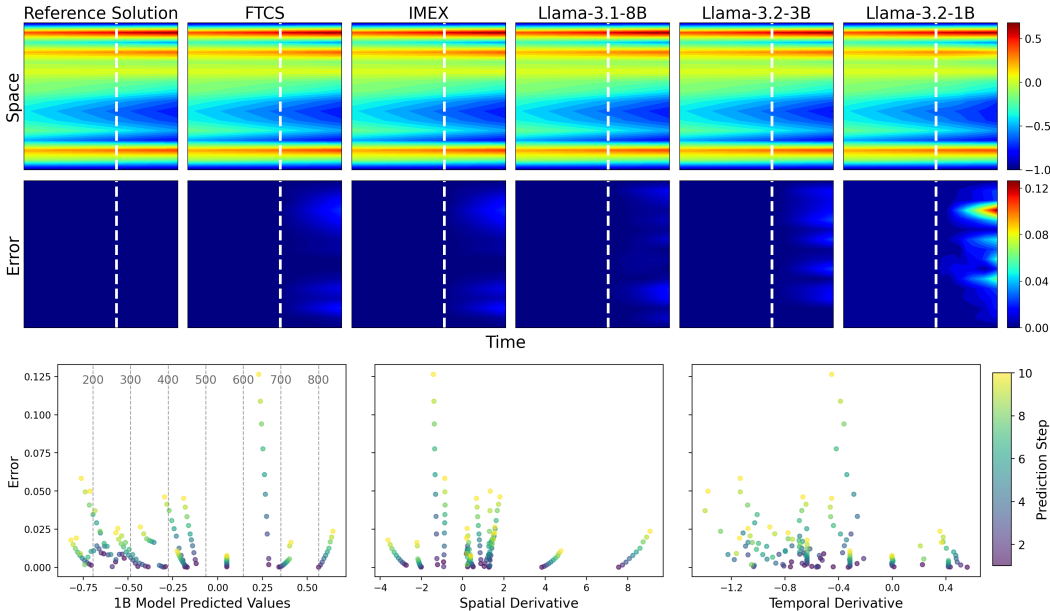 Reference Solution FTCS IMEX Llama-3.1-8B Llama-3.2-3B Llama-3.2-1B
Space
0.5
0.0
−0.5
−1.0
Error
0.12
0.08
0.04
0.00
Time
Error
0.125
0.100
0.075
0.050
0.025
0.000
200 300 400 500 600 700 800
−0.75 −0.50 −0.25 0.00 0.25 0.50
1B Model Predicted Values
−4 −2 0 2 4 6 8
Spatial Derivative
−1.2 −0.8 −0.4 0.0 0.4
Temporal Derivative
10
8
6
4
2
Prediction Step